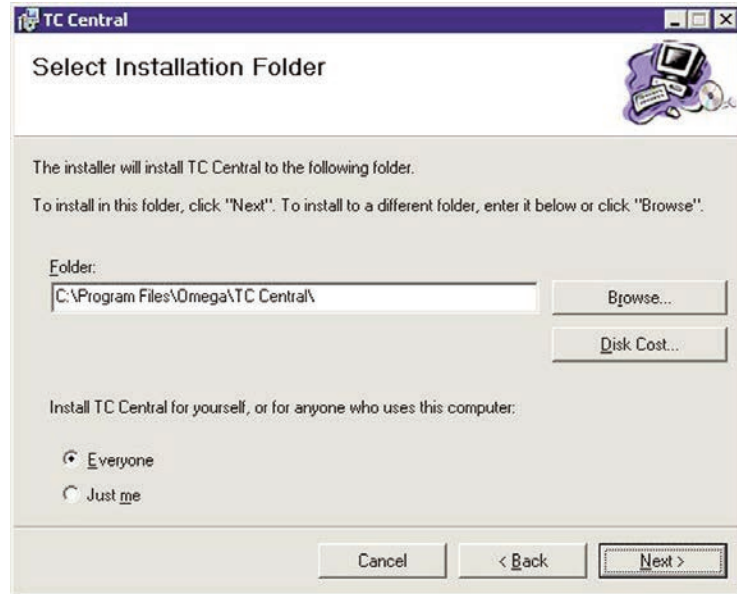 TC Central
Select Installation Folder
The installer will install TC Central to the following folder.
To install in this folder, click "Next". To install to a different folder, enter it below or click "Browse".
Folder:
C:\Program Files\Omega\TC Central\
Browse...
Disk Cost...
Install TC Central for yourself, or for anyone who uses this computer:
Everyone
Just me
Cancel
< Back
Next >